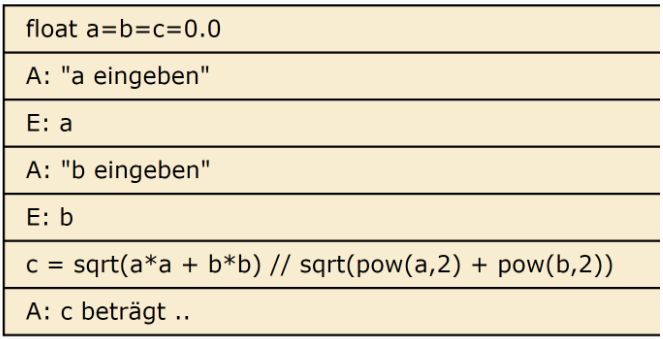 float a=b=c=0.0
A: "a eingeben"
E: a
A: "b eingeben"
E: b
c = sqrt(a*a + b*b) // sqrt(pow(a,2) + pow(b,2))
A: c beträgt ..